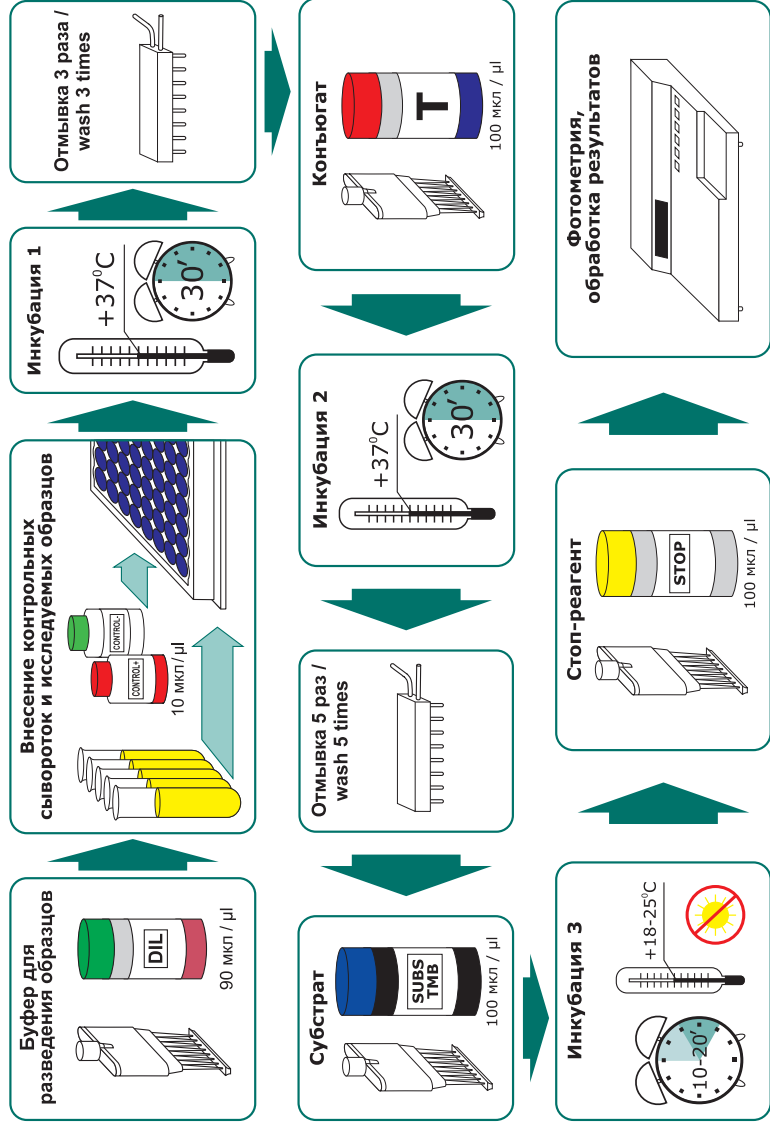 Буфер для
разведения образцов
DIL
90 мкл / µl
Внесение контрольных
сывороток и исследуемых образцов
CONTROL+
CONTROL-
10 мкл / µl
Инкубация 1
+37⁰C
30′
Отмывка 3 раза /
wash 3 times
Конъюгат
T
100 мкл / µl
Инкубация 2
+37⁰C
30′
Отмывка 5 раз /
wash 5 times
Субстрат
SUBS
TMB
100 мкл / µl
Инкубация 3
10-20′
+18-25⁰C
Стоп-реагент
STOP
100 мкл / µl
Фотометрия,
обработка результатов